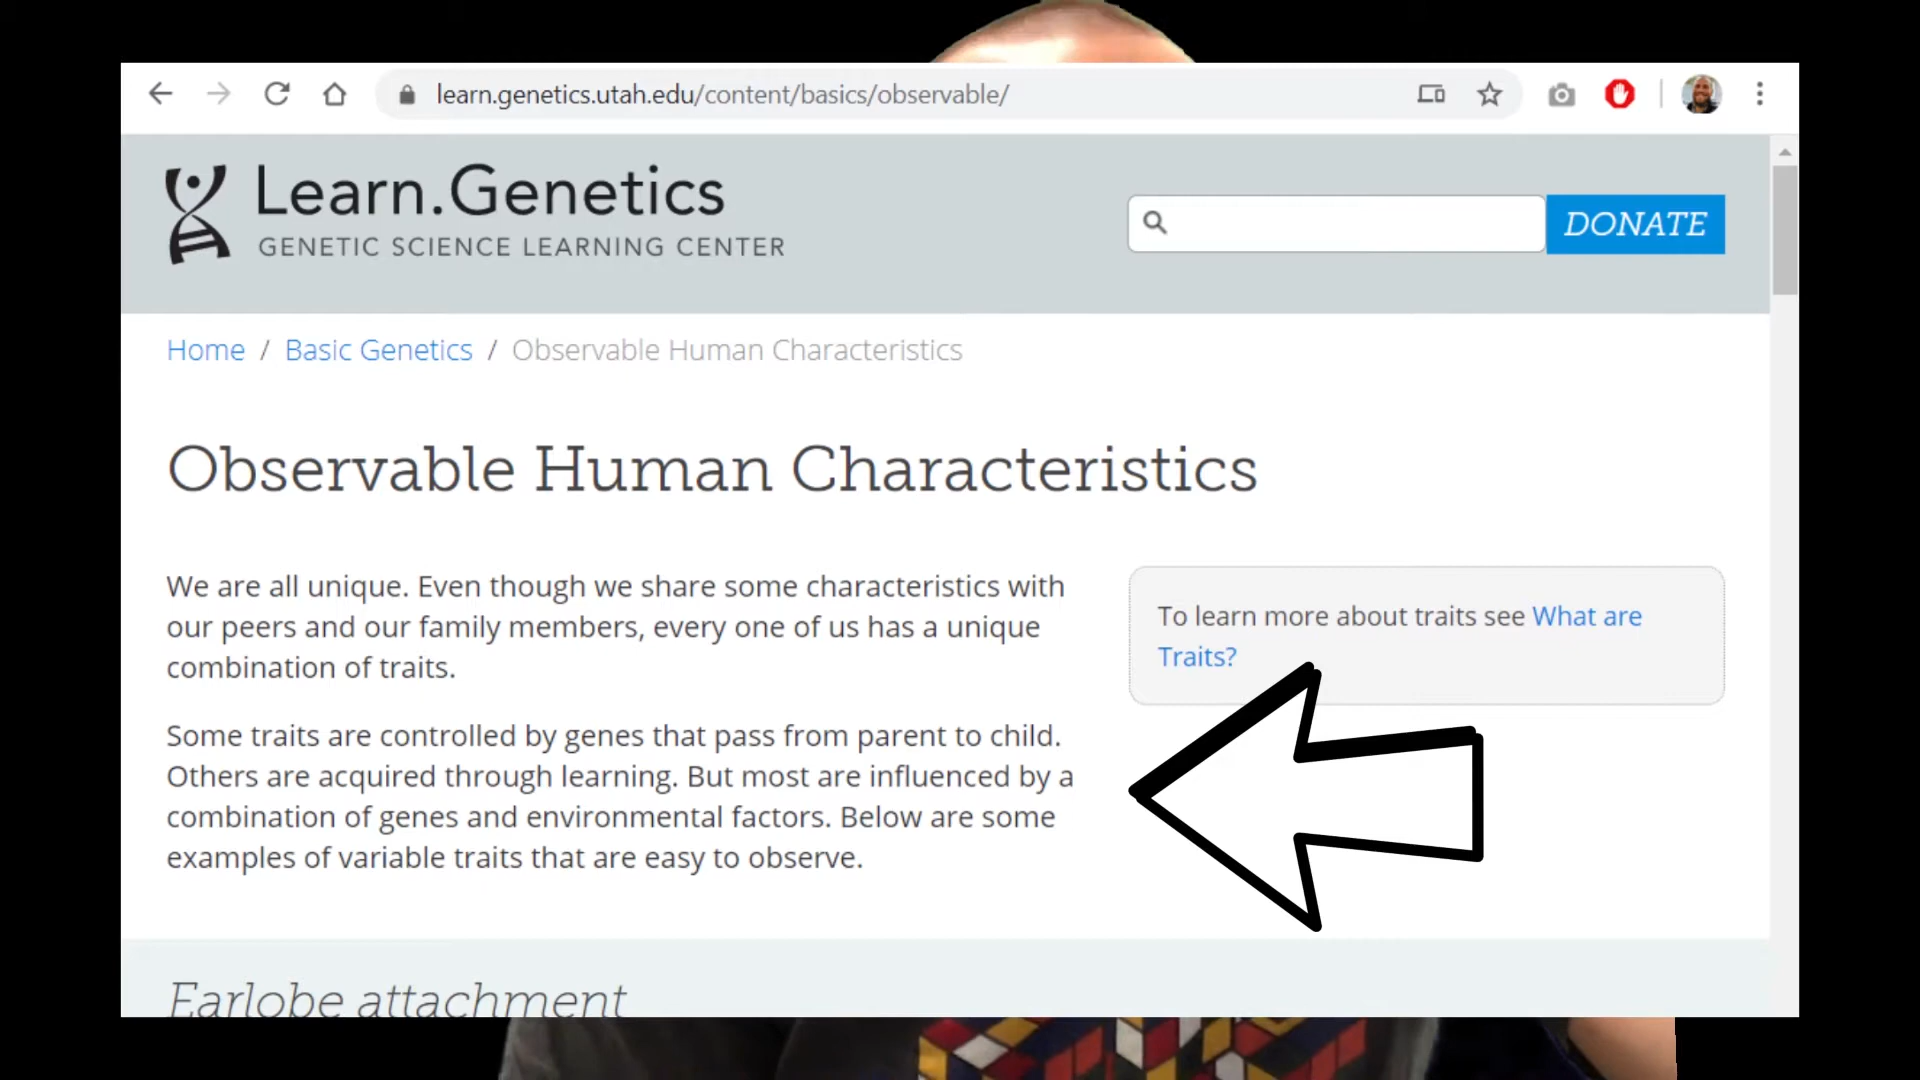 learn.genetics.utah.edu/content/basics/observable/
Learn.Genetics
GENETIC SCIENCE LEARNING CENTER
DONATE
Home / Basic Genetics / Observable Human Characteristics
Observable Human Characteristics
We are all unique. Even though we share some characteristics with
our peers and our family members, every one of us has a unique
combination of traits.
To learn more about traits see What are
Traits?
Some traits are controlled by genes that pass from parent to child.
Others are acquired through learning. But most are influenced by a
combination of genes and environmental factors. Below are some
examples of variable traits that are easy to observe.
Earlobe attachment